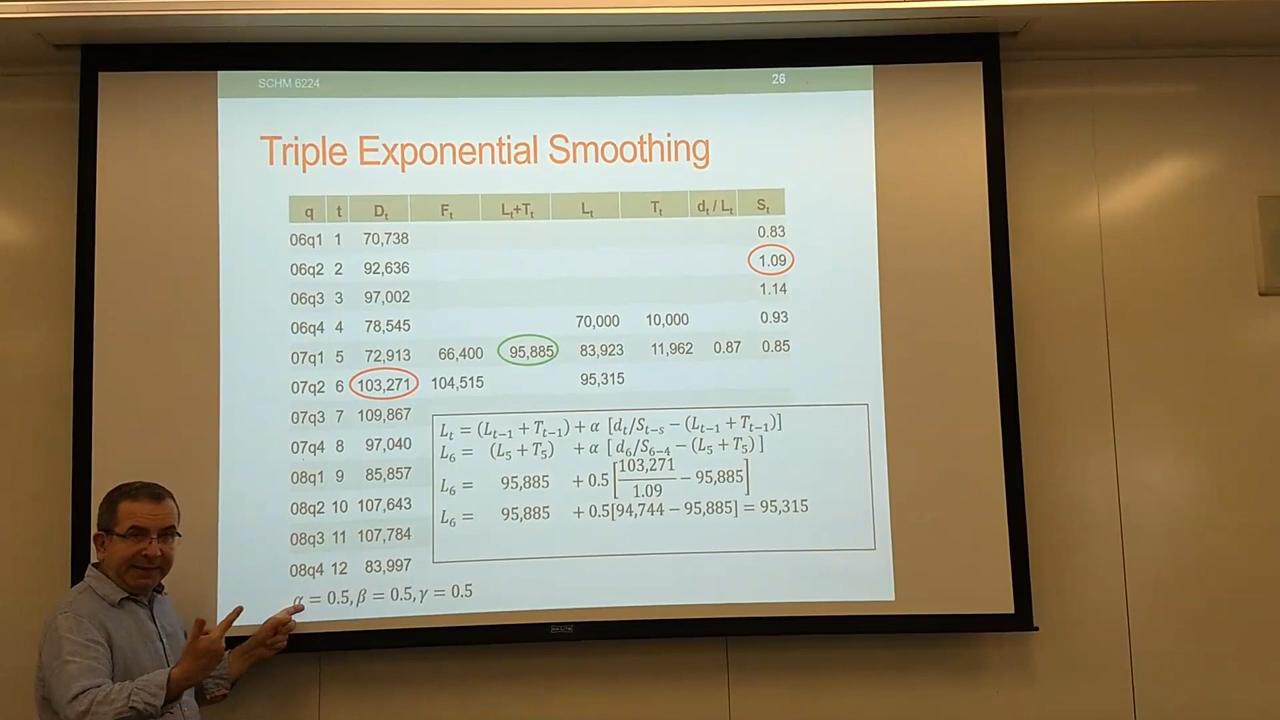 SCHM 6224 26
Triple Exponential Smoothing
q t Dₜ Fₜ Lₜ+Tₜ Lₜ Tₜ dₜ / Lₜ Sₜ
06q1 1 70,738 0.83
06q2 2 92,636 1.09
06q3 3 97,002 1.14
06q4 4 78,545 70,000 10,000 0.93
07q1 5 72,913 66,400 95,885 83,923 11,962 0.87 0.85
07q2 6 103,271 104,515 95,315
07q3 7 109,867
07q4 8 97,040
08q1 9 85,857
08q2 10 107,643
08q3 11 107,784
08q4 12 83,997
Lₜ = (Lₜ₋₁ + Tₜ₋₁) + α [dₜ/Sₜ₋ₛ − (Lₜ₋₁ + Tₜ₋₁)]
L₆ = (L₅ + T₅) + α [ d₆/S₆₋₄ − (L₅ + T₅) ]
L₆ = 95,885 + 0.5 [103,271 / 1.09 − 95,885]
L₆ = 95,885 + 0.5[94,744 − 95,885] = 95,315
α = 0.5, β = 0.5, γ = 0.5